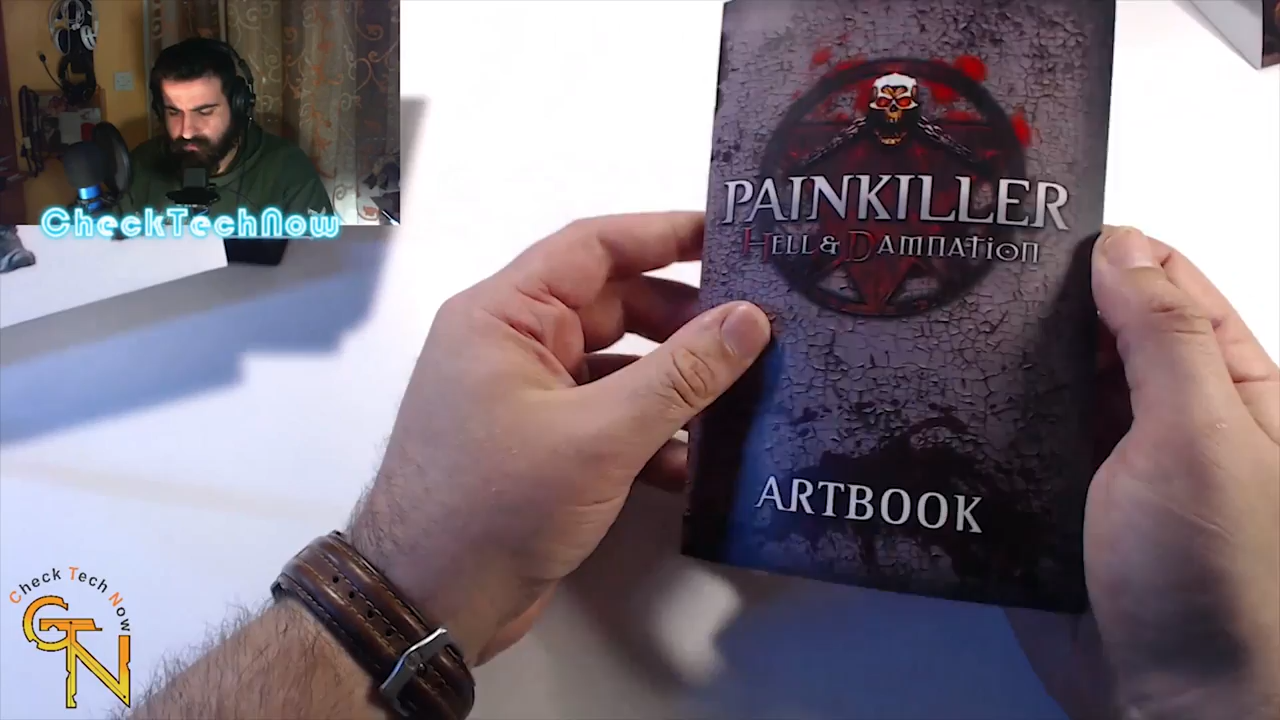 CheckTechNow
PAINKILLER
HELL & DAMNATION
ARTBOOK
Check Tech Now
CTN